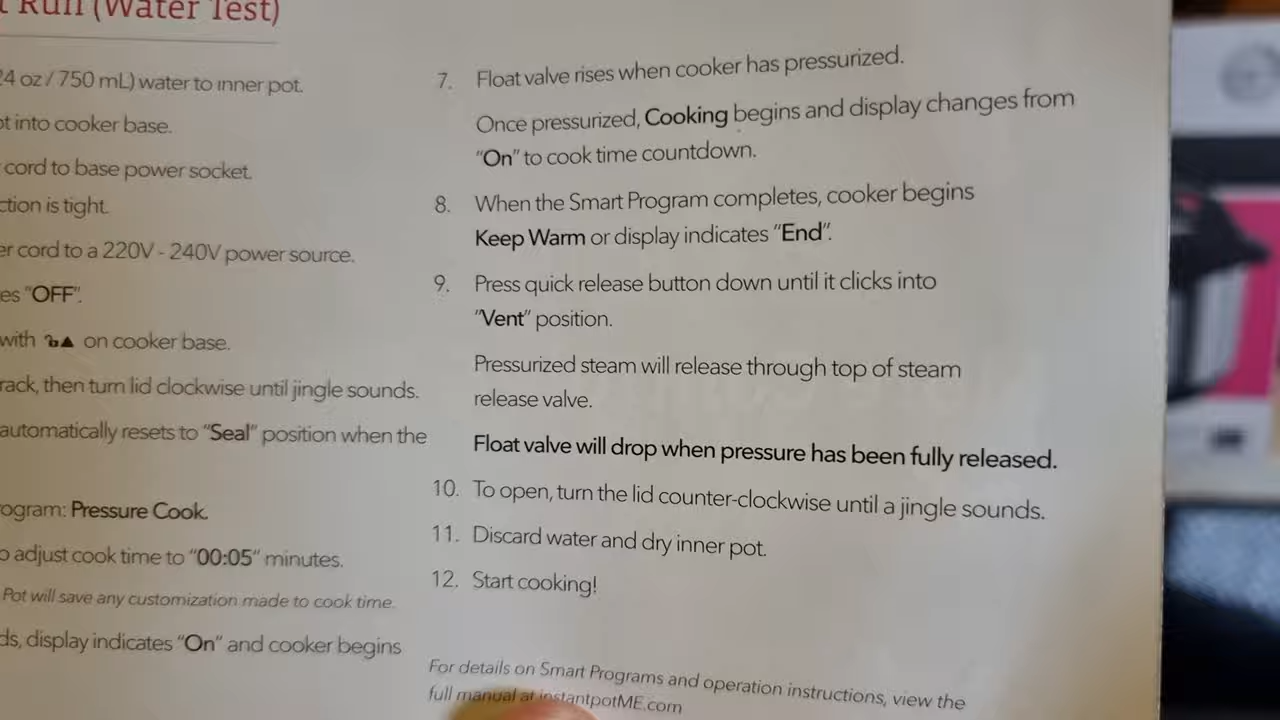 Run (Water Test)
24 oz / 750 mL) water to inner pot.
into cooker base.
cord to base power socket.
is tight.
cord to a 220V - 240V power source.
"OFF".
with on cooker base.
then turn lid clockwise until jingle sounds.
automatically resets to "Seal" position when the
Pressure Cook.
adjust cook time to "00:05" minutes.
Pot will save any customization made to cook time.
display indicates "On" and cooker begins
7. Float valve rises when cooker has pressurized.
Once pressurized, Cooking begins and display changes from
"On" to cook time countdown.
8. When the Smart Program completes, cooker begins
Keep Warm or display indicates "End".
9. Press quick release button down until it clicks into
"Vent" position.
Pressurized steam will release through top of steam
release valve.
Float valve will drop when pressure has been fully released.
10. To open, turn the lid counter-clockwise until a jingle sounds.
11. Discard water and dry inner pot.
12. Start cooking!
For details on Smart Programs and operation instructions, view the
full manual at instantpotME.com